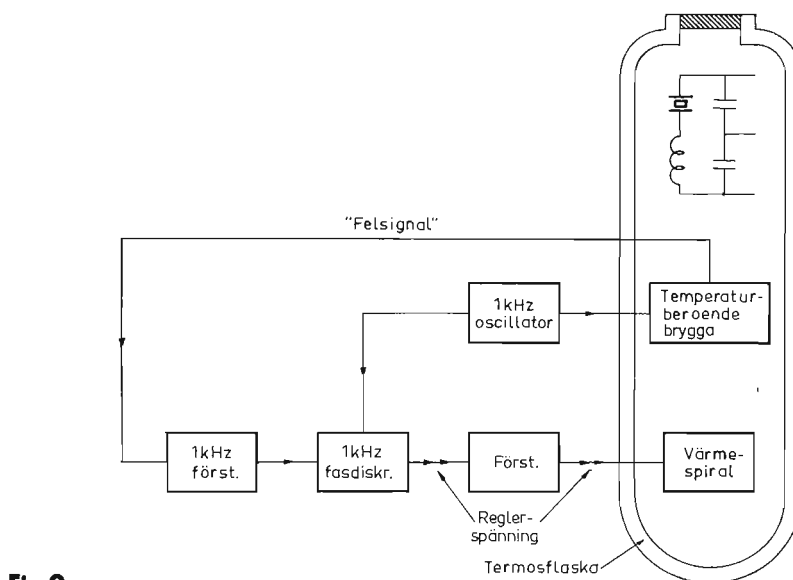 "Felsignal"
1kHz
oscillator
Temperatur-
beroende
brygga
1kHz
först.
1kHz
fasdiskr.
Först.
Värme-
spiral
Regler-
spänning
Termosflaska